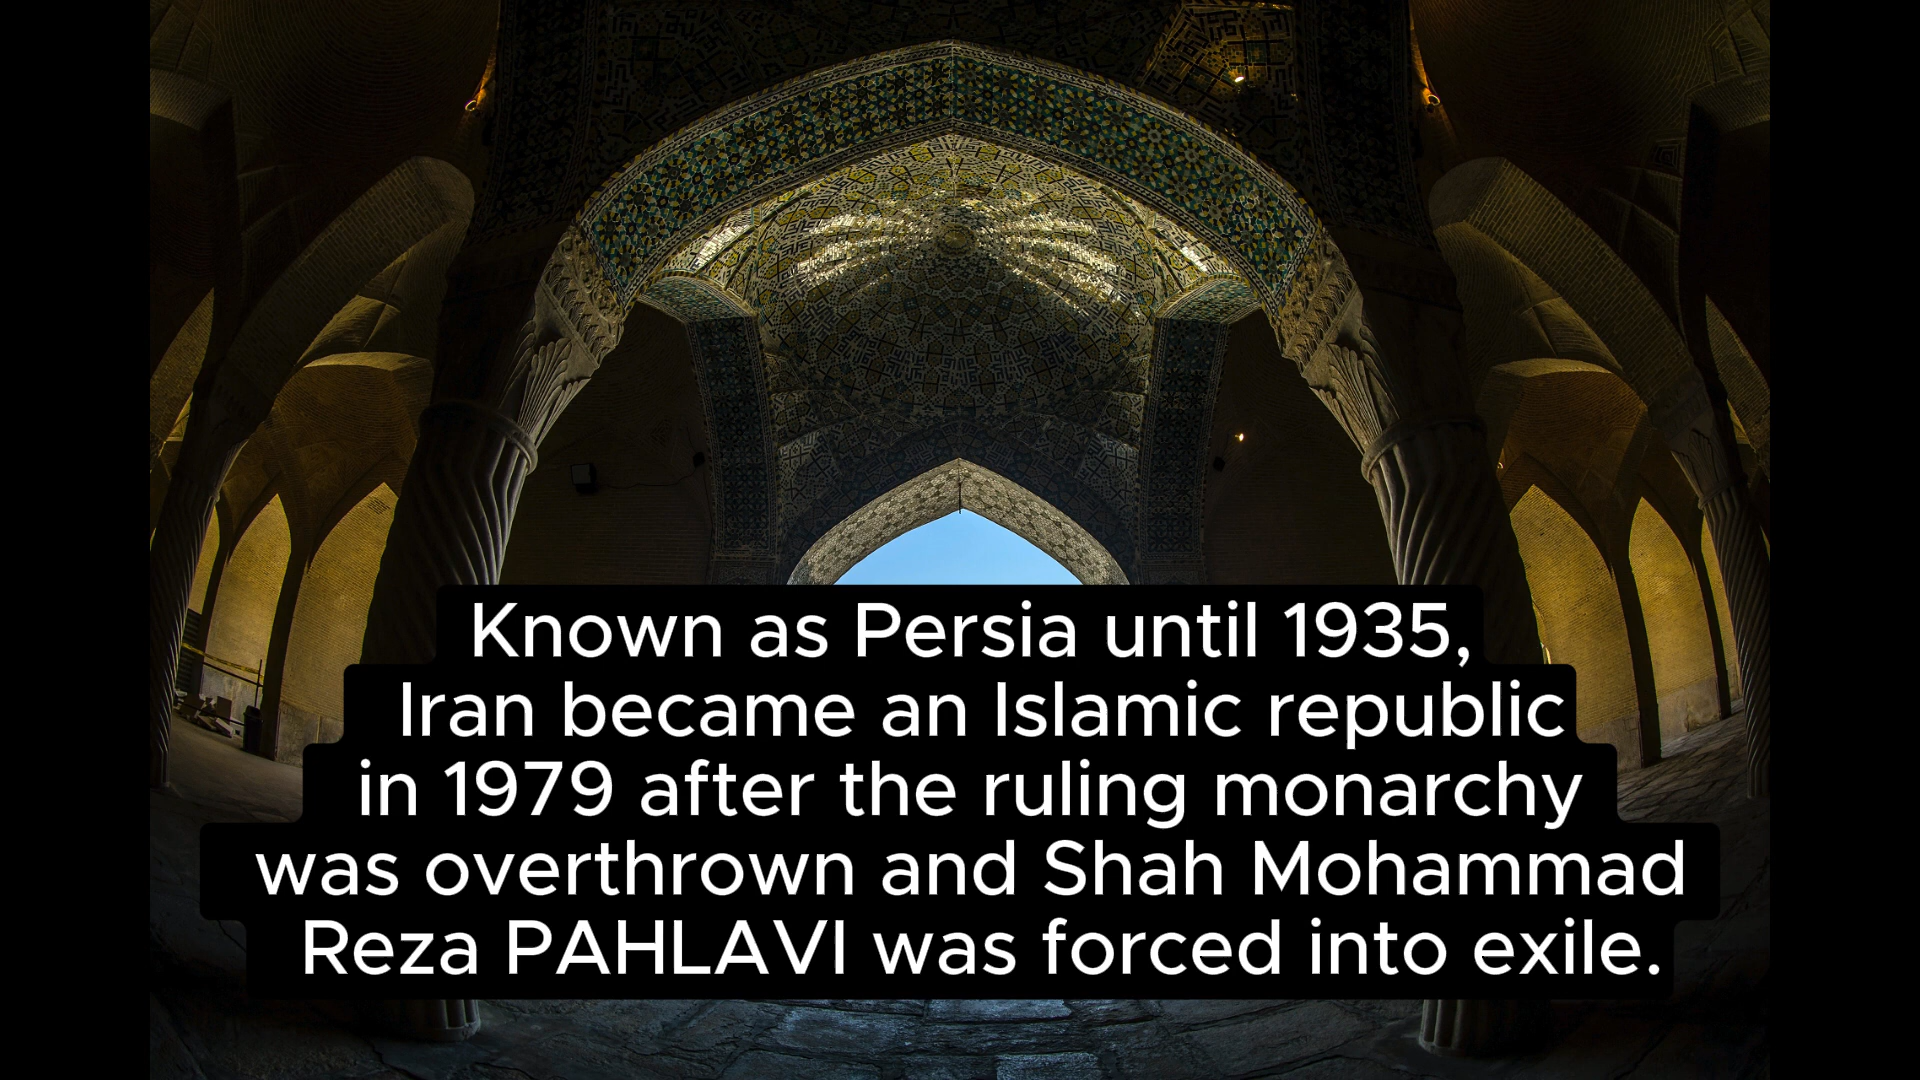 Known as Persia until 1935,
Iran became an Islamic republic
in 1979 after the ruling monarchy
was overthrown and Shah Mohammad
Reza PAHLAVI was forced into exile.